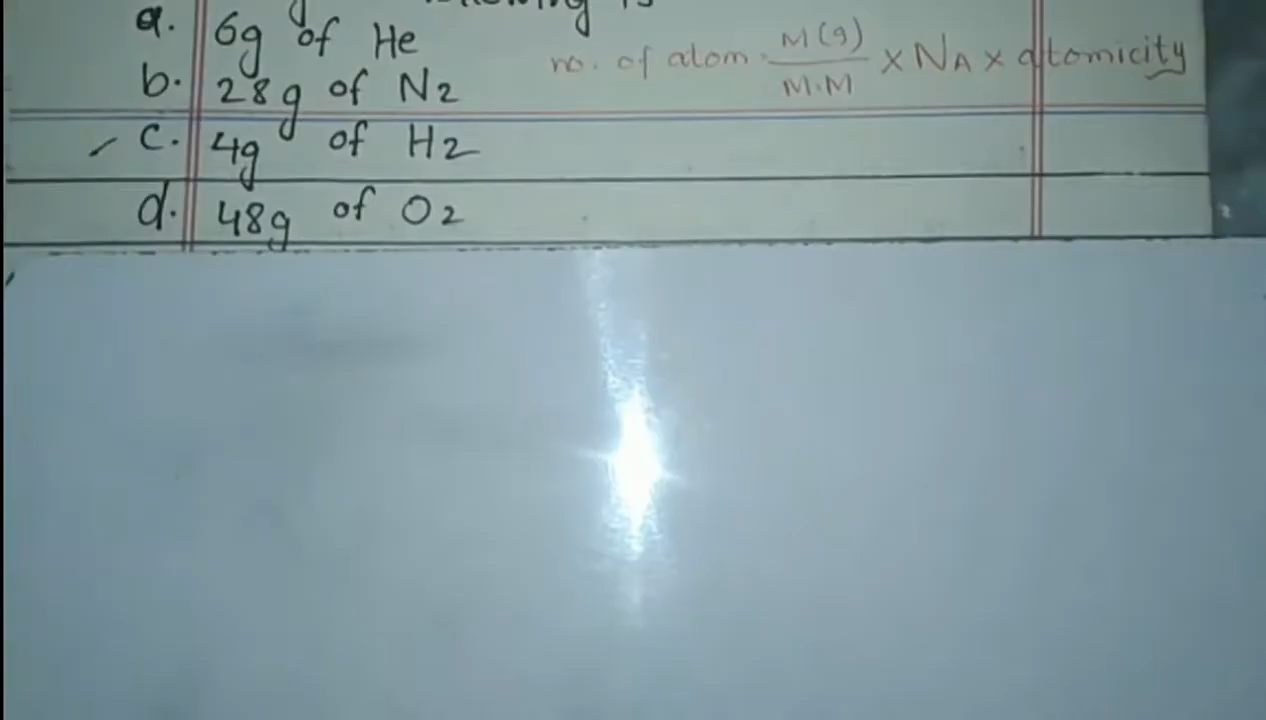 a. 6g of He
no. of atom = M(g)/M.M × NA × atomicity
b. 28g of N2
c. 4g of H2
d. 48g of O2